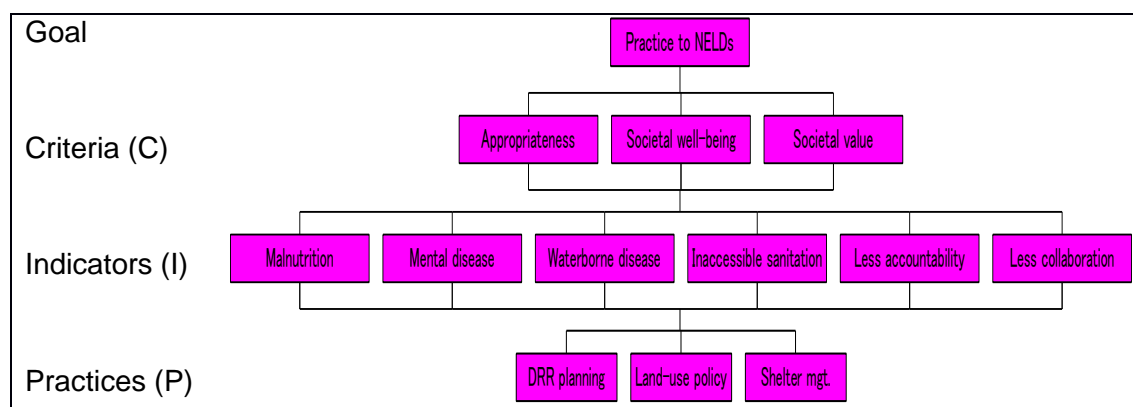 Goal
Practice to NELDs
Criteria (C)
Appropriateness Societal well-being Societal value
Indicators (I)
Malnutrition Mental disease Waterborne disease Inaccessible sanitation Less accountability Less collaboration
Practices (P)
DRR planning Land-use policy Shelter mgt.